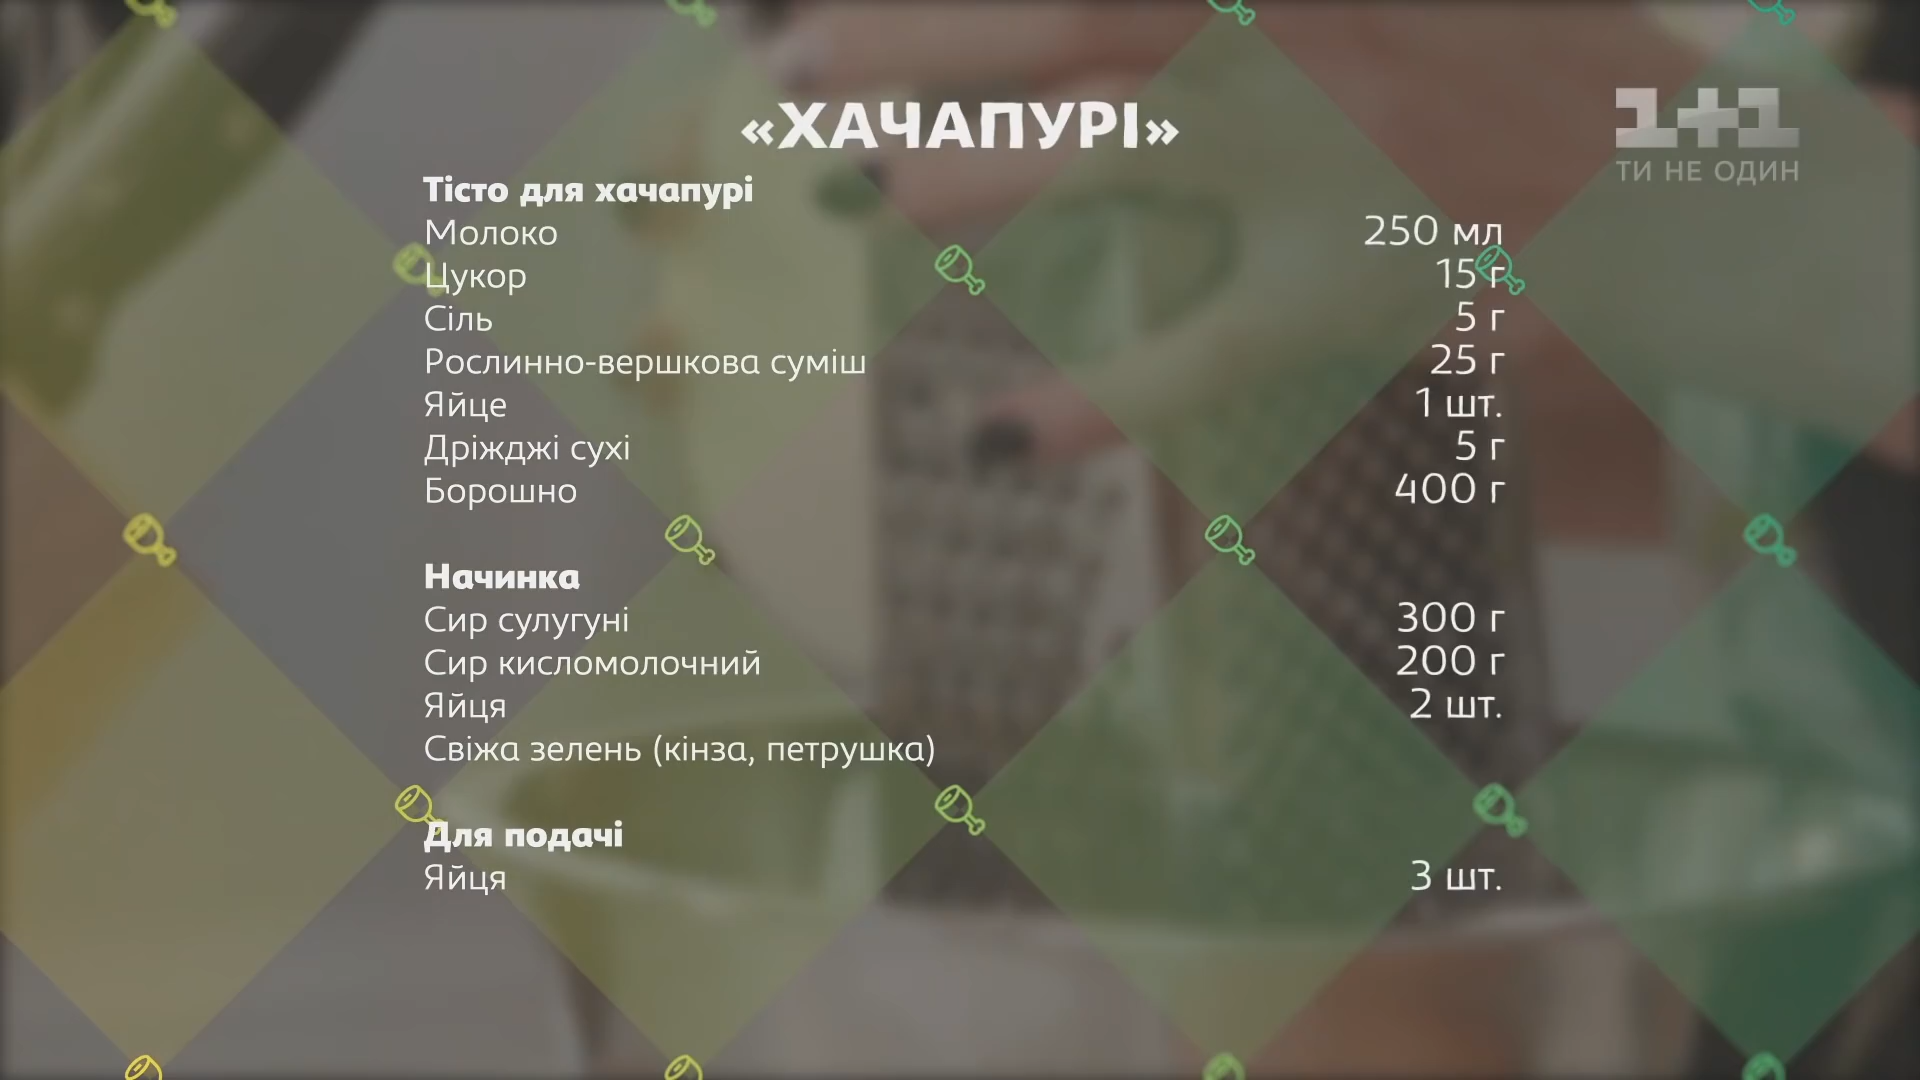 «ХАЧАПУРІ»
1+1
ТИ НЕ ОДИН
Тісто для хачапурі
Молоко 250 мл
Цукор 15 г
Сіль 5 г
Рослинно-вершкова суміш 25 г
Яйце 1 шт.
Дріжджі сухі 5 г
Борошно 400 г
Начинка
Сир сулугуні 300 г
Сир кисломолочний 200 г
Яйця 2 шт.
Свіжа зелень (кінза, петрушка)
Для подачі
Яйця 3 шт.